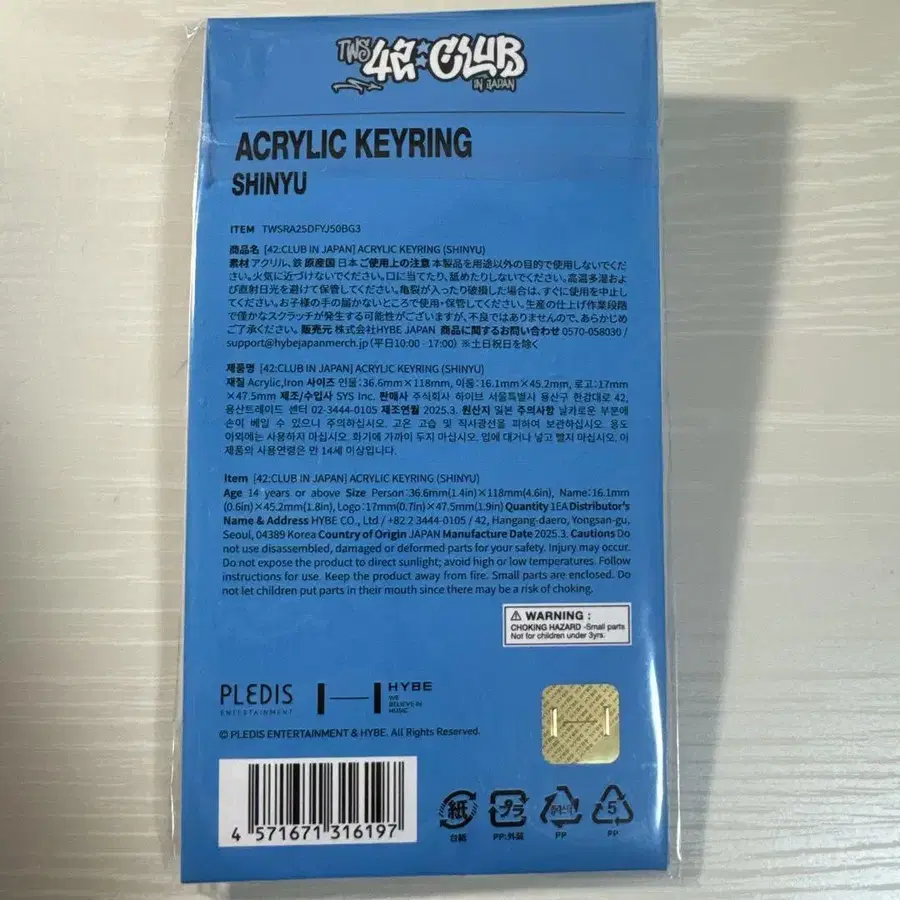 TWS 42★CLUB
IN JAPAN
ACRYLIC KEYRING
SHINYU
ITEM TWSRA25DFYJ50BG3
商品名 [42:CLUB IN JAPAN] ACRYLIC KEYRING (SHINYU)
素材 アクリル、鉄 原産国 日本 ご使用上の注意 本製品を用途以外の目的で使用しないでくだ
さい。火気に近づけないでください。口に当てたり、舐めたりしないでください。高温多湿およ
び直射日光を避けて保管してください。亀裂が入ったり破損した場合は、すぐに使用を中止し
てください。お子様の手の届かないところで使用・保管してください。生産の仕上げ作業段階
で僅かなスクラッチが発生する可能性がございますが、不良ではありませんので、あらかじめ
ご了承ください。販売元 株式会社HYBE JAPAN 商品に関するお問い合わせ 0570-058030 /
support@hybejapanmerch.jp (平日10:00 - 17:00) ※土日祝日を除く
제품명 [42:CLUB IN JAPAN] ACRYLIC KEYRING (SHINYU)
재질 Acrylic,Iron 사이즈 인물:36.6mm×118mm, 이름:16.1mm×45.2mm, 로고:17mm
×47.5mm 제조/수입사 SYS Inc. 판매사 주식회사 하이브 서울특별시 용산구 한강대로 42,
용산트레이드 센터 02-3444-0105 제조연월 2025.3. 원산지 일본 주의사항 날카로운 부분에
손이 베일 수 있으니 주의하십시오. 고온 고습 및 직사광선을 피하여 보관하십시오. 용도
이외에는 사용하지 마십시오. 화기에 가까이 두지 마십시오. 입에 대거나 넣고 빨지 마십시오. 이
제품의 사용연령은 만 14세 이상입니다.
Item [42:CLUB IN JAPAN] ACRYLIC KEYRING (SHINYU)
Age 14 years or above Size Person:36.6mm(1.4in)×118mm(4.6in), Name:16.1mm
(0.6in)×45.2mm(1.8in), Logo:17mm(0.7in)×47.5mm(1.9in) Quantity 1EA Distributor's
Name & Address HYBE CO., Ltd / +82 2 3444-0105 / 42, Hangang-daero, Yongsan-gu,
Seoul, 04389 Korea Country of Origin JAPAN Manufacture Date 2025.3. Cautions Do
not use disassembled, damaged or deformed parts for your safety. Injury may occur.
Do not expose the product to direct sunlight; avoid high or low temperatures. Follow
instructions for use. Keep the product away from fire. Small parts are enclosed. Do
not let children put parts in their mouth since there may be a risk of choking.
⚠ WARNING :
CHOKING HAZARD -Small parts
Not for children under 3yrs.
PLEDIS
ENTERTAINMENT
HYBE
WE
BELIEVE IN
MUSIC
© PLEDIS ENTERTAINMENT & HYBE. All Rights Reserved.
4 571671 316197
紙
台紙
プラ
PP:外装
PP
5
PP